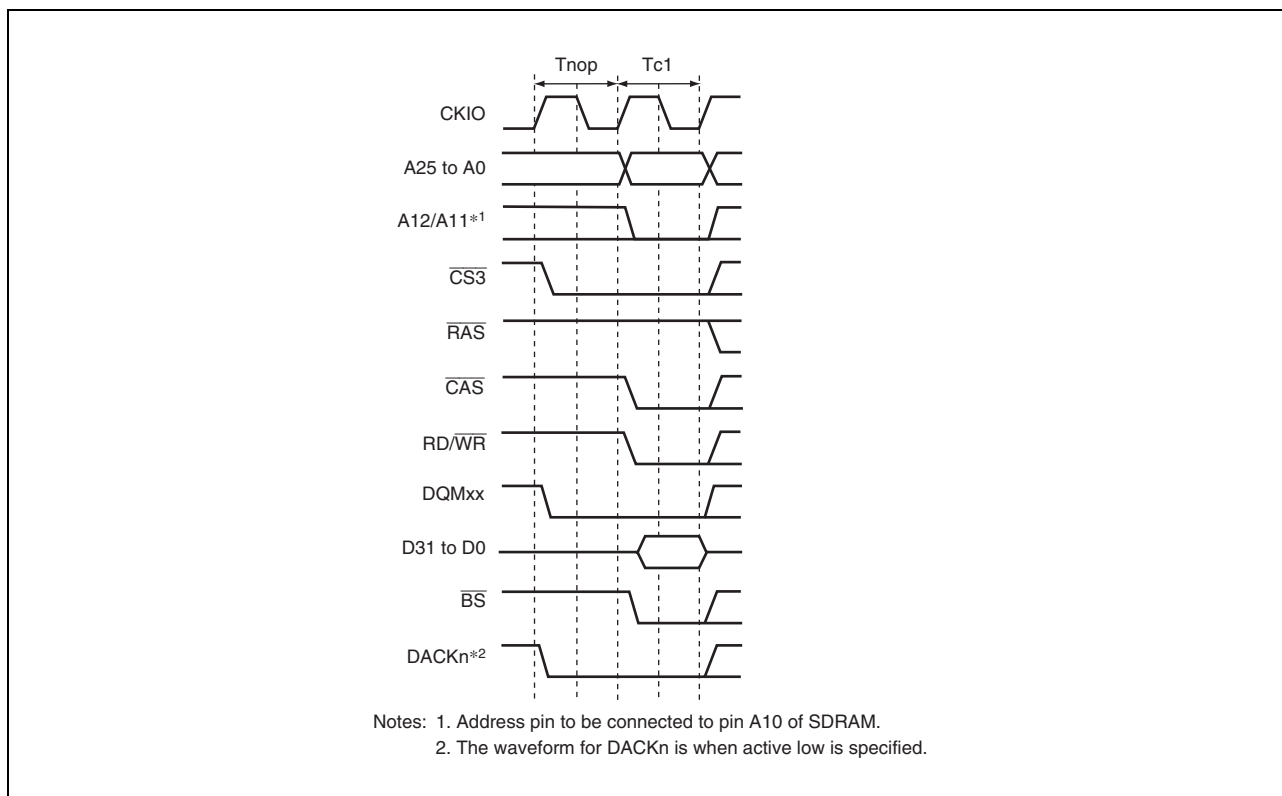 Tnop Tc1
CKIO
A25 to A0
A12/A11*1
CS3
RAS
CAS
RD/WR
DQMxx
D31 to D0
BS
DACKn*2
Notes: 1. Address pin to be connected to pin A10 of SDRAM.
2. The waveform for DACKn is when active low is specified.